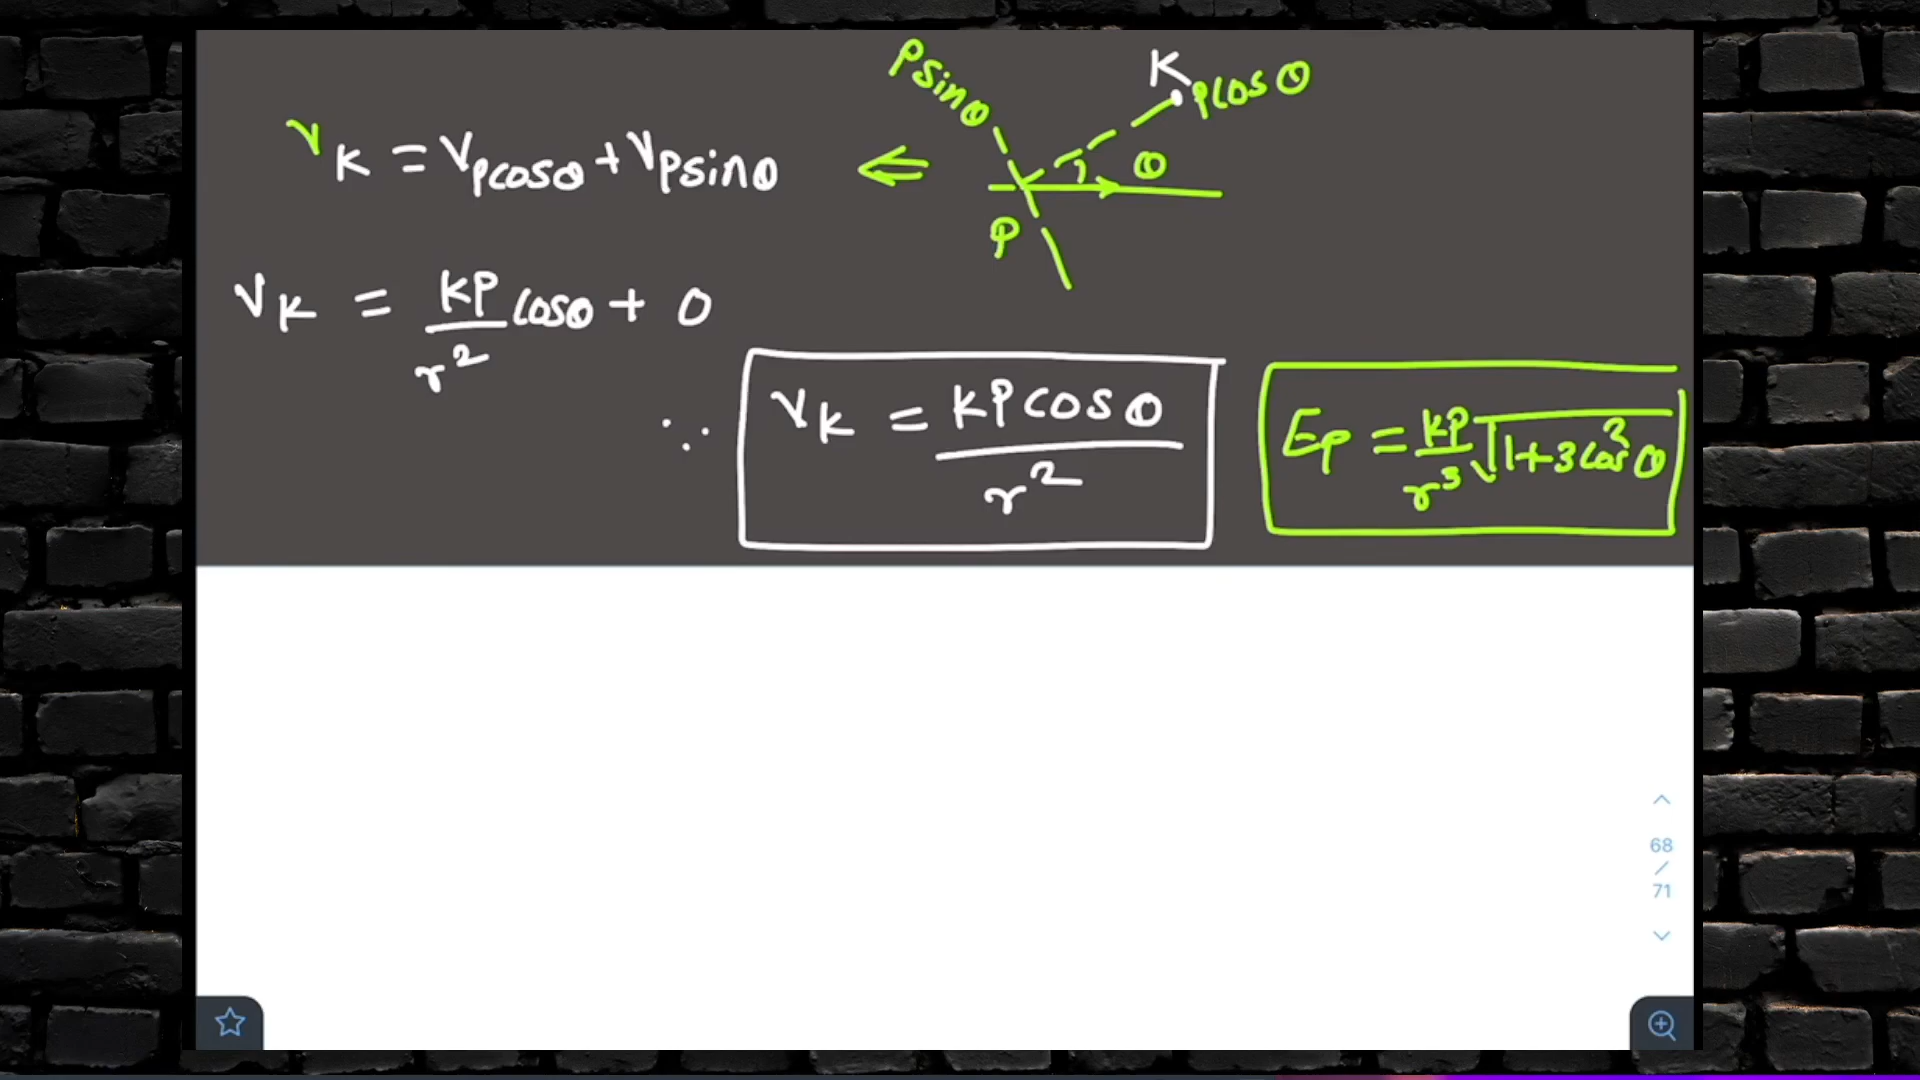 Psinθ
K
Pcosθ
V_K = V_Pcosθ + V_Psinθ ⇐
θ
P
V_K = KP/r² cosθ + 0
∴ V_K = KPcosθ/r²
E_P = KP/r³ √1+3cos²θ
68
/
71